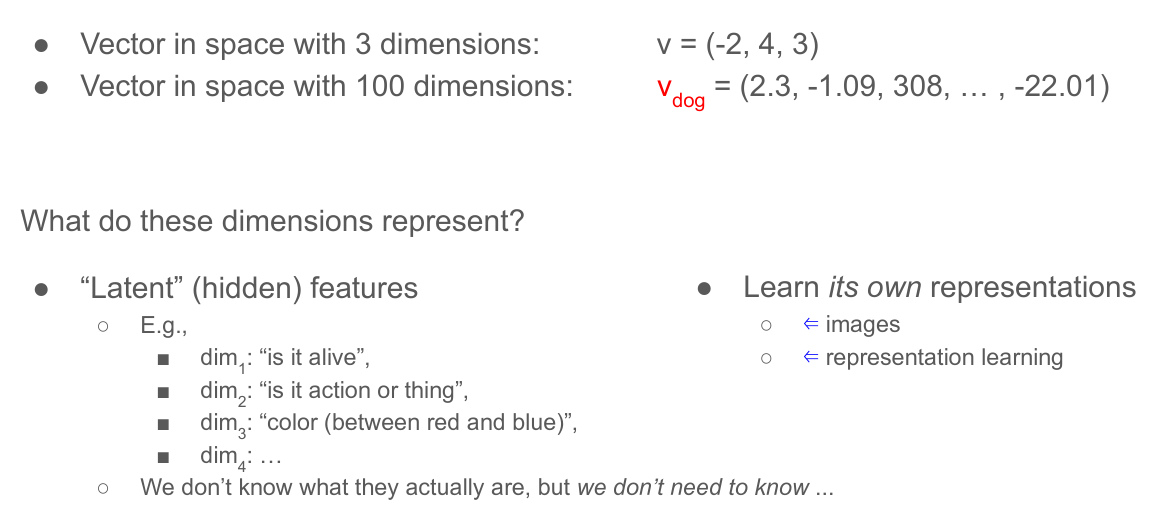 ● Vector in space with 3 dimensions: v = (-2, 4, 3)
● Vector in space with 100 dimensions: v_dog = (2.3, -1.09, 308, … , -22.01)
What do these dimensions represent?
● “Latent” (hidden) features
○ E.g.,
■ dim_1: “is it alive”,
■ dim_2: “is it action or thing”,
■ dim_3: “color (between red and blue)”,
■ dim_4: …
○ We don’t know what they actually are, but we don’t need to know ...
● Learn its own representations
○ ⇐ images
○ ⇐ representation learning